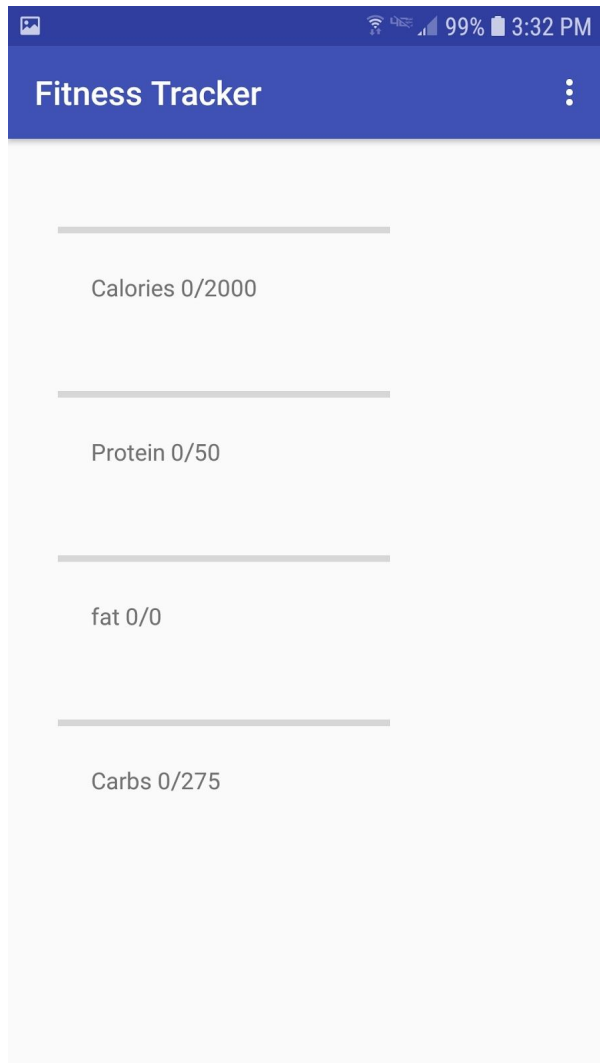 99% 3:32 PM
Fitness Tracker
Calories 0/2000
Protein 0/50
fat 0/0
Carbs 0/275